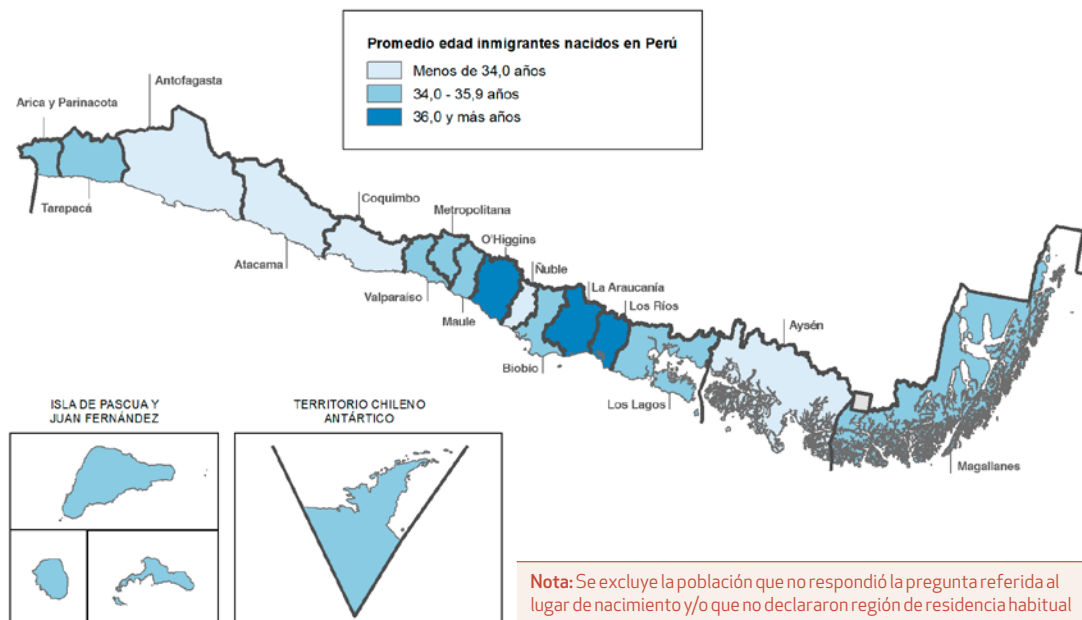 Promedio edad inmigrantes nacidos en Perú
Menos de 34,0 años
34,0 - 35,9 años
36,0 y más años
Antofagasta
Arica y Parinacota
Tarapacá
Coquimbo
Metropolitana
O'Higgins
Atacama
Valparaíso
Ñuble
La Araucanía
Los Ríos
Maule
Biobío
Aysén
Los Lagos
Magallanes
ISLA DE PASCUA Y
JUAN FERNÁNDEZ
TERRITORIO CHILENO
ANTÁRTICO
Nota: Se excluye la población que no respondió la pregunta referida al
lugar de nacimiento y/o que no declararon región de residencia habitual